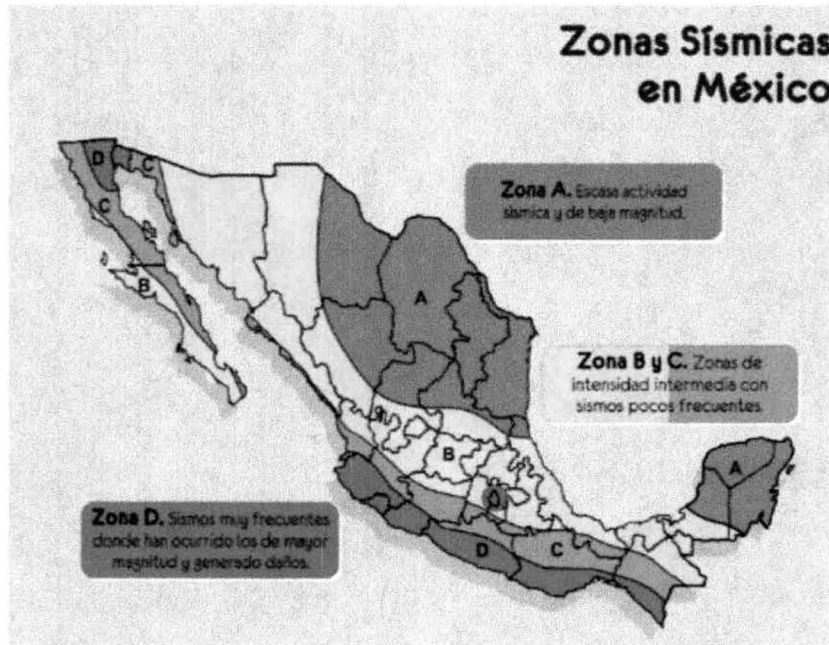 Zonas Sísmicas
en México
D
C
Zona A. Escasa actividad
sísmica y de baja magnitud.
C
A
B
Zona B y C. Zonas de
intensidad intermedia con
sismos pocos frecuentes.
B
A
Zona D. Sismos muy frecuentes
donde han ocurrido los de mayor
magnitud y generado daños.
D
C